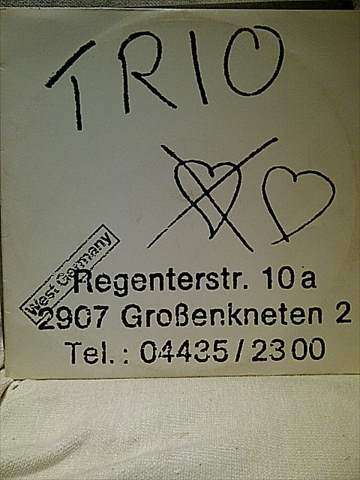 TRIO
West Germany
Regenterstr. 10a
2907 Großenkneten 2
Tel.: 04435/2300